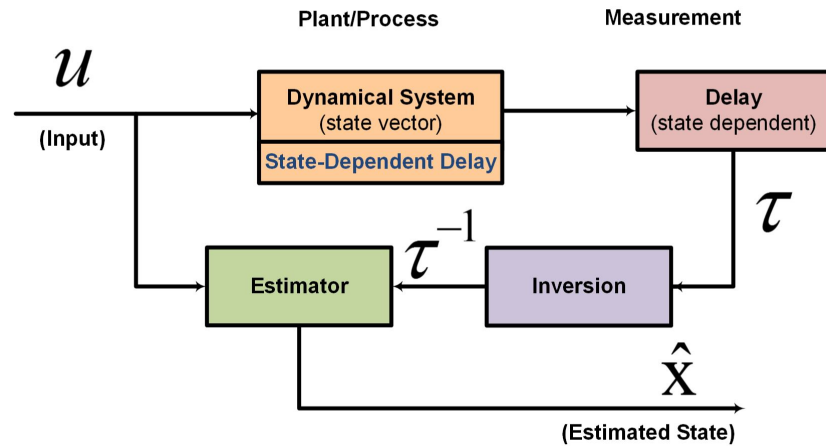 Plant/Process
Measurement
u
(Input)
Dynamical System
(state vector)
State-Dependent Delay
Delay
(state dependent)
τ
τ⁻¹
Estimator
Inversion
x̂
(Estimated State)